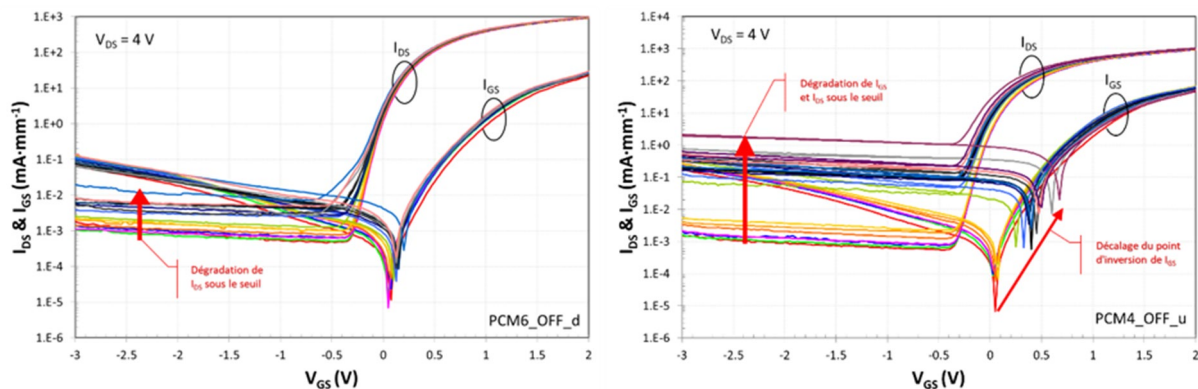 1.E+3
1.E+2
1.E+1
1.E+0
1.E-1
1.E-2
1.E-3
1.E-4
1.E-5
1.E-6
I_DS & I_GS (mA·mm⁻¹)
V_DS = 4 V
I_DS
I_GS
Dégradation de
I_DS sous le seuil
PCM6_OFF_d
-3 -2.5 -2 -1.5 -1 -0.5 0 0.5 1 1.5 2
V_GS (V)
1.E+4
1.E+3
1.E+2
1.E+1
1.E+0
1.E-1
1.E-2
1.E-3
1.E-4
1.E-5
1.E-6
I_DS & I_GS (mA·mm⁻¹)
V_DS = 4 V
I_DS
I_GS
Dégradation de I_GS
et I_DS sous le seuil
Décalage du point
d'inversion de I_GS
PCM4_OFF_u
-3 -2.5 -2 -1.5 -1 -0.5 0 0.5 1 1.5 2
V_GS (V)